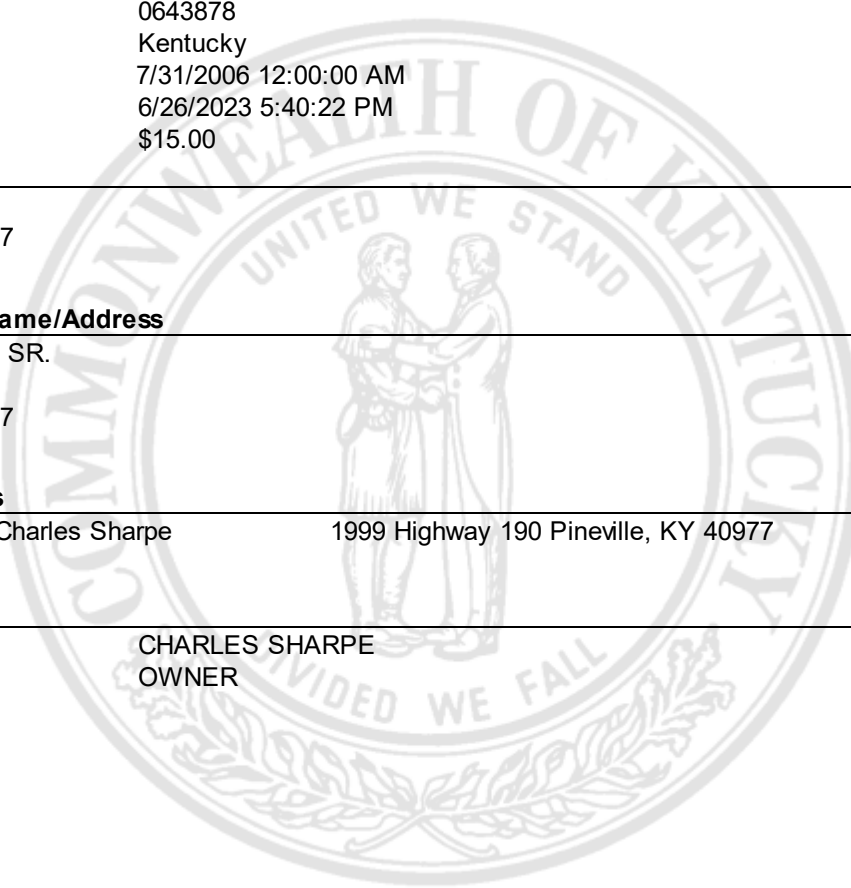 0643878
Kentucky
7/31/2006 12:00:00 AM
6/26/2023 5:40:22 PM
$15.00
7
ame/Address
SR.
7
s
Charles Sharpe 1999 Highway 190 Pineville, KY 40977
CHARLES SHARPE
OWNER
COMMONWEALTH OF KENTUCKY
UNITED WE STAND
DIVIDED WE FALL